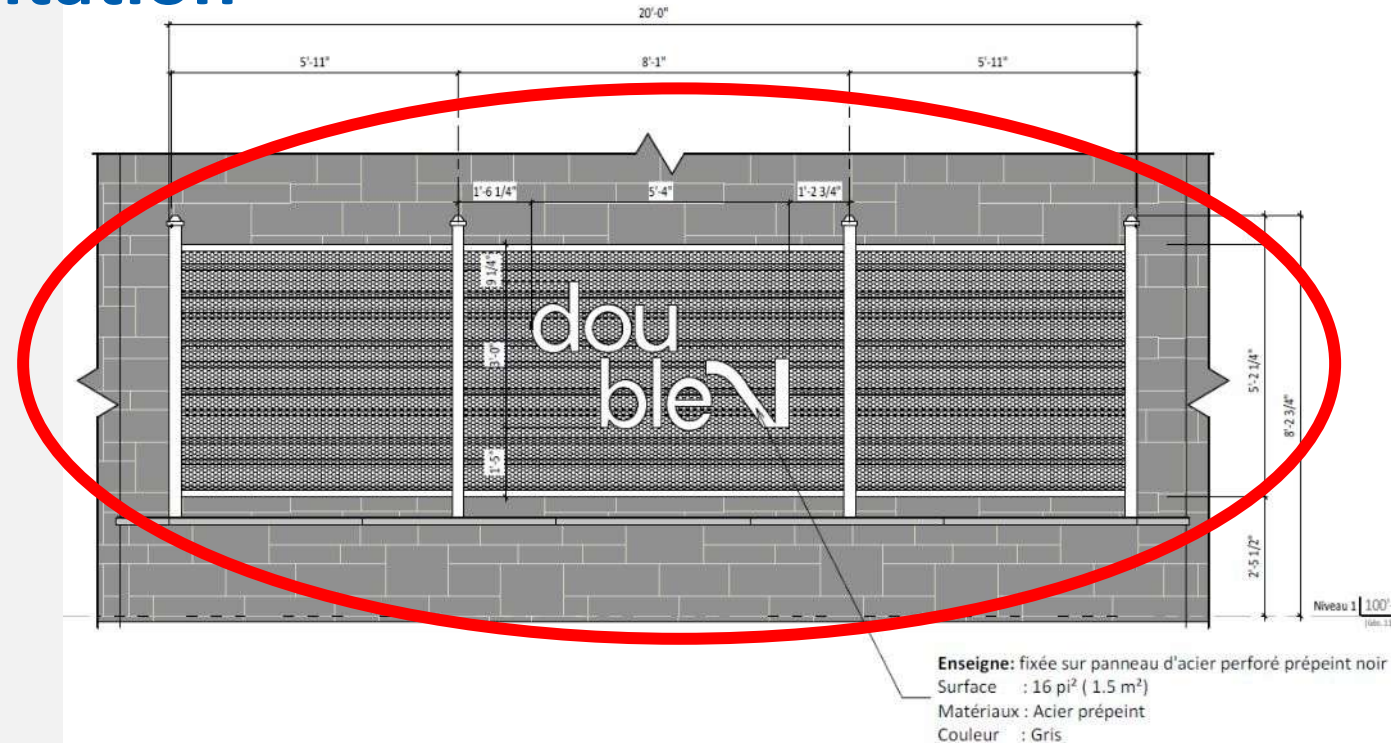 20'-0"
5'-11" 8'-1" 5'-11"
1'-6 1/4" 5'-4" 1'-2 3/4"
9 1/4"
dou
3'-0"
ble
1'-5"
5'-2 1/4"
8'-2 3/4"
2'-5 1/2"
Niveau 1 100'
Enseigne: fixée sur panneau d'acier perforé prépeint noir
Surface : 16 pi² ( 1.5 m²)
Matériaux : Acier prépeint
Couleur : Gris